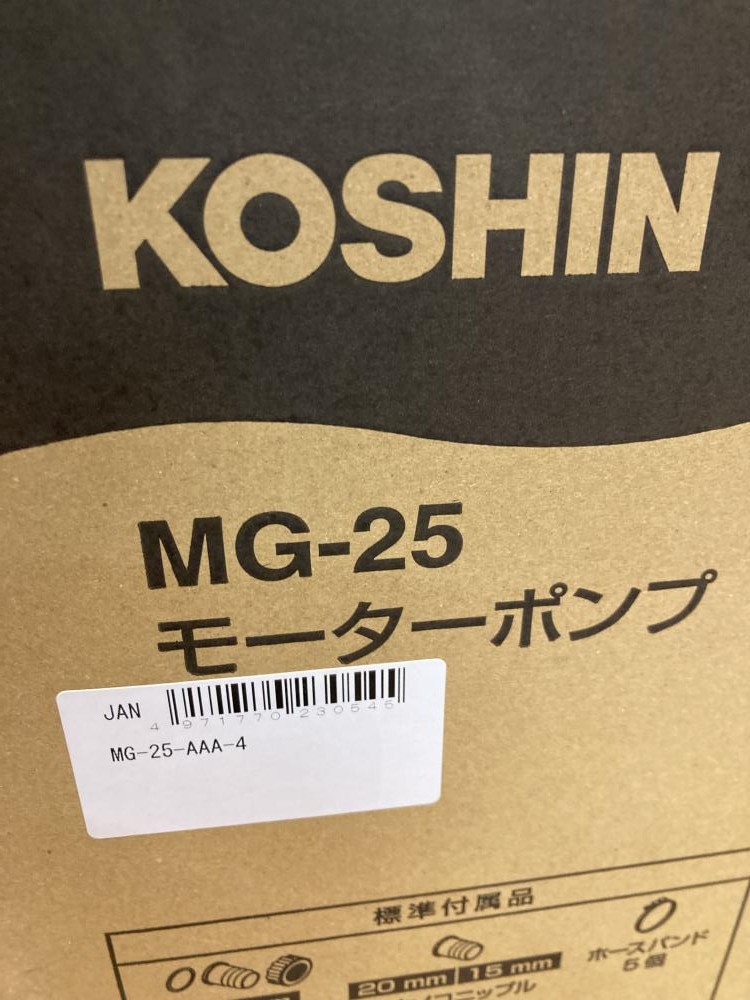 KOSHIN
MG-25
モーターポンプ
JAN
4 971770 230546
MG-25-AAA-4
標準付属品
20 mm 15 mm
ホースバンド
5個